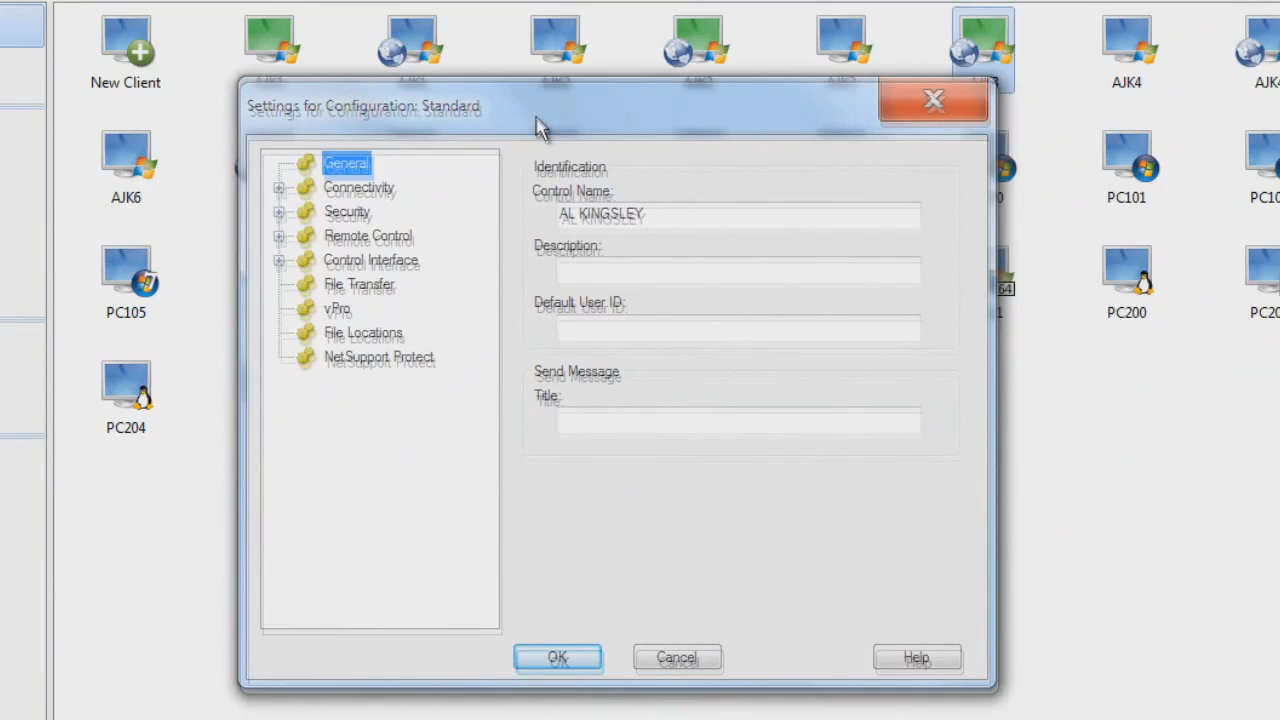 New Client
AJK4
AJK6
PC101
PC105
PC200
PC204
64
Settings for Configuration: Standard
General
Connectivity
Security
Remote Control
Control Interface
File Transfer
vPro
File Locations
NetSupport Protect
Identification
Control Name:
AL KINGSLEY
Description:
Default User ID:
Send Message
Title:
OK
Cancel
Help